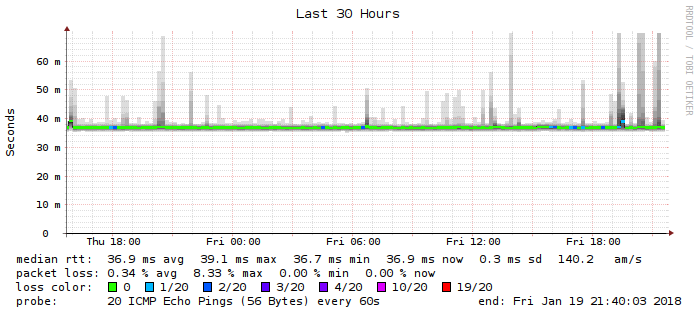 Last 30 Hours
RRDTOOL / TOBI OETIKER
Seconds
60 m
50 m
40 m
30 m
20 m
10 m
0
Thu 18:00 Fri 00:00 Fri 06:00 Fri 12:00 Fri 18:00
median rtt: 36.9 ms avg 39.1 ms max 36.7 ms min 36.9 ms now 0.3 ms sd 140.2 am/s
packet loss: 0.34 % avg 8.33 % max 0.00 % min 0.00 % now
loss color: 0 1/20 2/20 3/20 4/20 10/20 19/20
probe: 20 ICMP Echo Pings (56 Bytes) every 60s end: Fri Jan 19 21:40:03 2018